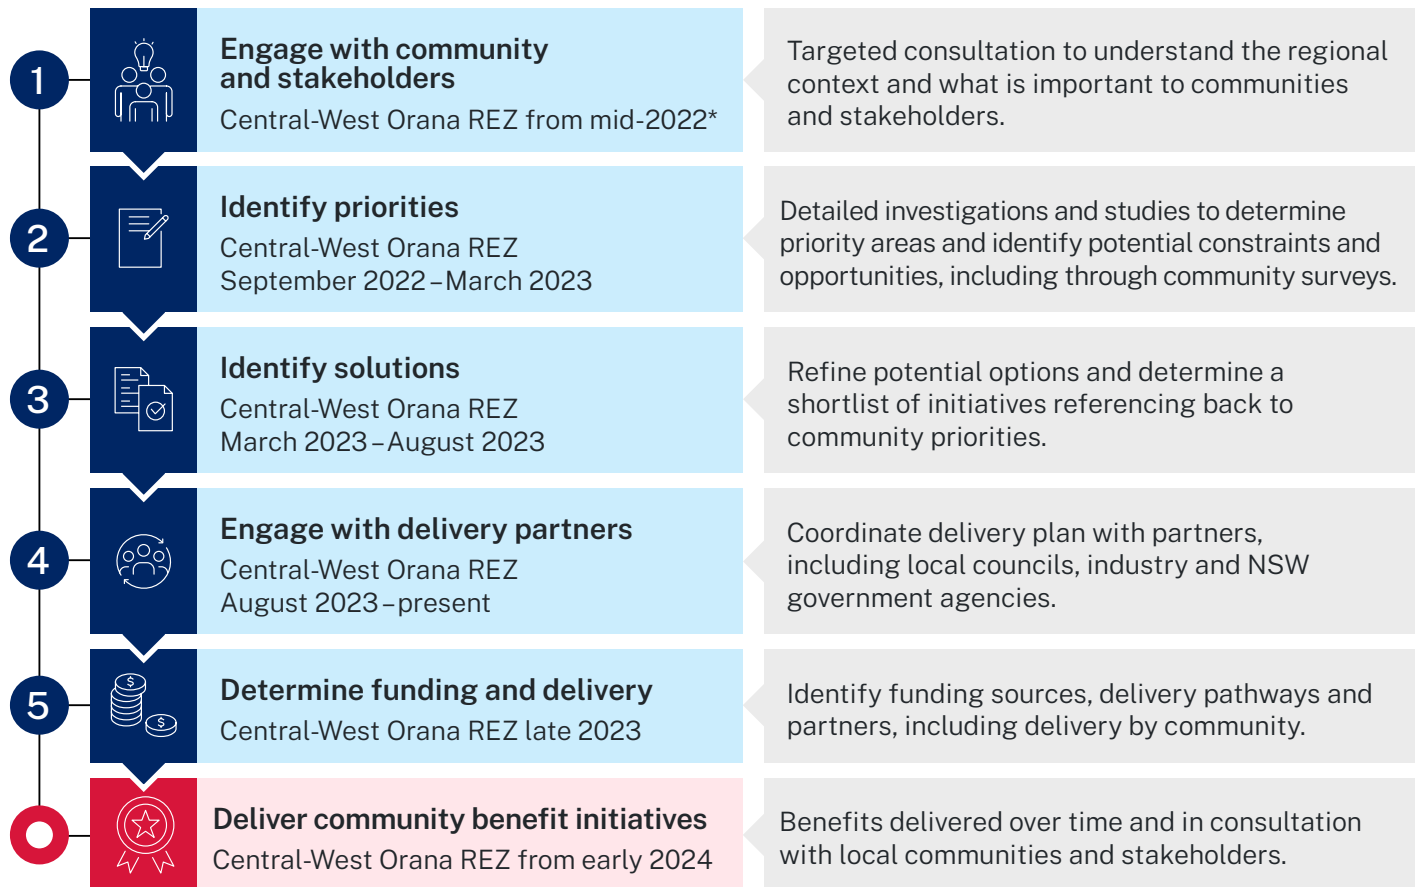 1
Engage with community
and stakeholders
Central-West Orana REZ from mid-2022*
Targeted consultation to understand the regional
context and what is important to communities
and stakeholders.
2
Identify priorities
Central-West Orana REZ
September 2022–March 2023
Detailed investigations and studies to determine
priority areas and identify potential constraints and
opportunities, including through community surveys.
3
Identify solutions
Central-West Orana REZ
March 2023–August 2023
Refine potential options and determine a
shortlist of initiatives referencing back to
community priorities.
4
Engage with delivery partners
Central-West Orana REZ
August 2023–present
Coordinate delivery plan with partners,
including local councils, industry and NSW
government agencies.
5
$
$
Determine funding and delivery
Central-West Orana REZ late 2023
Identify funding sources, delivery pathways and
partners, including delivery by community.
Deliver community benefit initiatives
Central-West Orana REZ from early 2024
Benefits delivered over time and in consultation
with local communities and stakeholders.